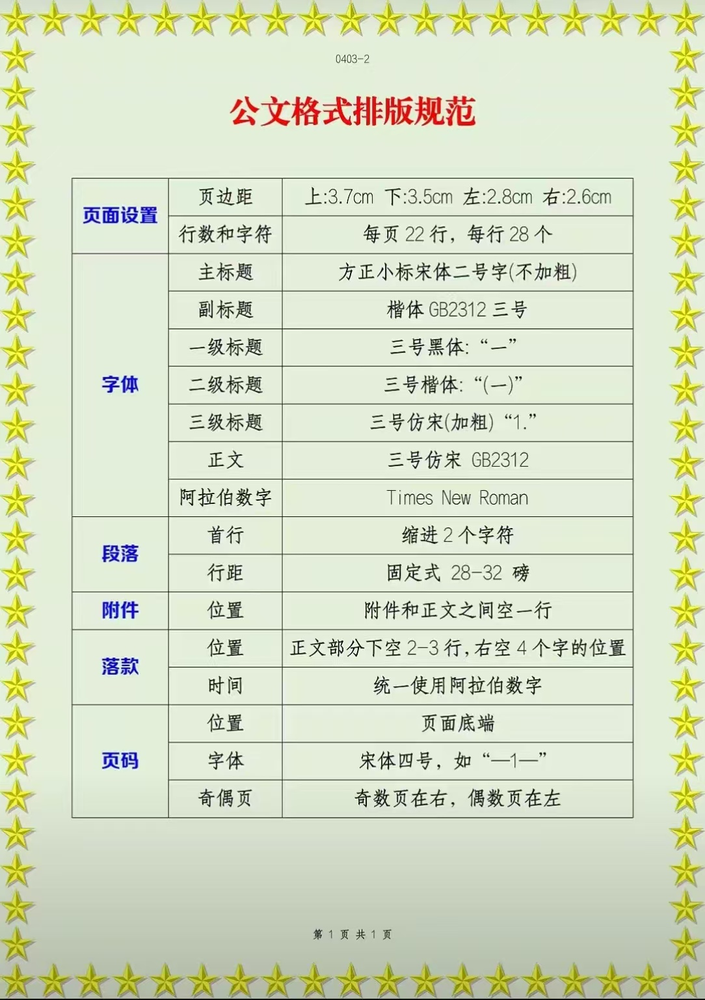 0403-2
公文格式排版规范
页面设置
页边距 上:3.7cm 下:3.5cm 左:2.8cm 右:2.6cm
行数和字符 每页22行，每行28个
字体
主标题 方正小标宋体二号字(不加粗)
副标题 楷体GB2312三号
一级标题 三号黑体:“一”
二级标题 三号楷体:“(一)”
三级标题 三号仿宋(加粗)“1.”
正文 三号仿宋 GB2312
阿拉伯数字 Times New Roman
段落
首行 缩进2个字符
行距 固定式 28-32 磅
附件 位置 附件和正文之间空一行
落款
位置 正文部分下空2-3行,右空4个字的位置
时间 统一使用阿拉伯数字
页码
位置 页面底端
字体 宋体四号，如“—1—”
奇偶页 奇数页在右，偶数页在左
第 1 页 共 1 页